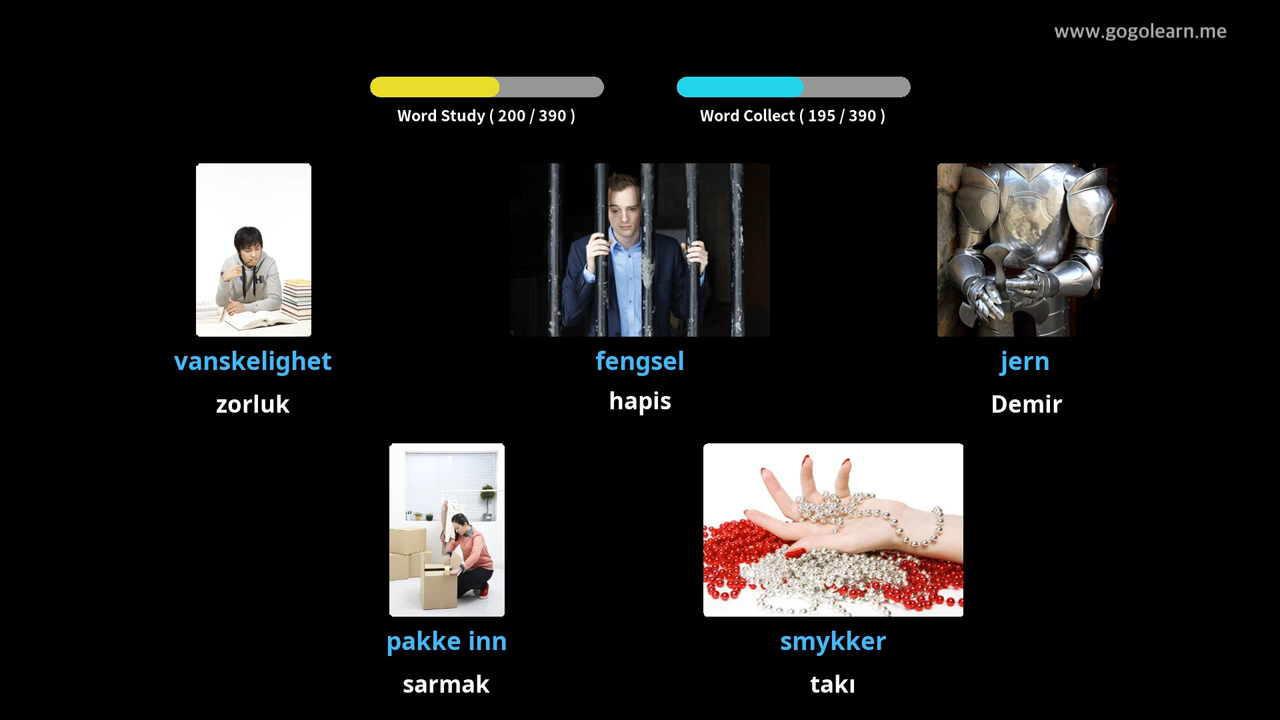 www.gogolearn.me
Word Study ( 200 / 390 )
Word Collect ( 195 / 390 )
vanskelighet
zorluk
fengsel
hapis
jern
Demir
pakke inn
sarmak
smykker
takı